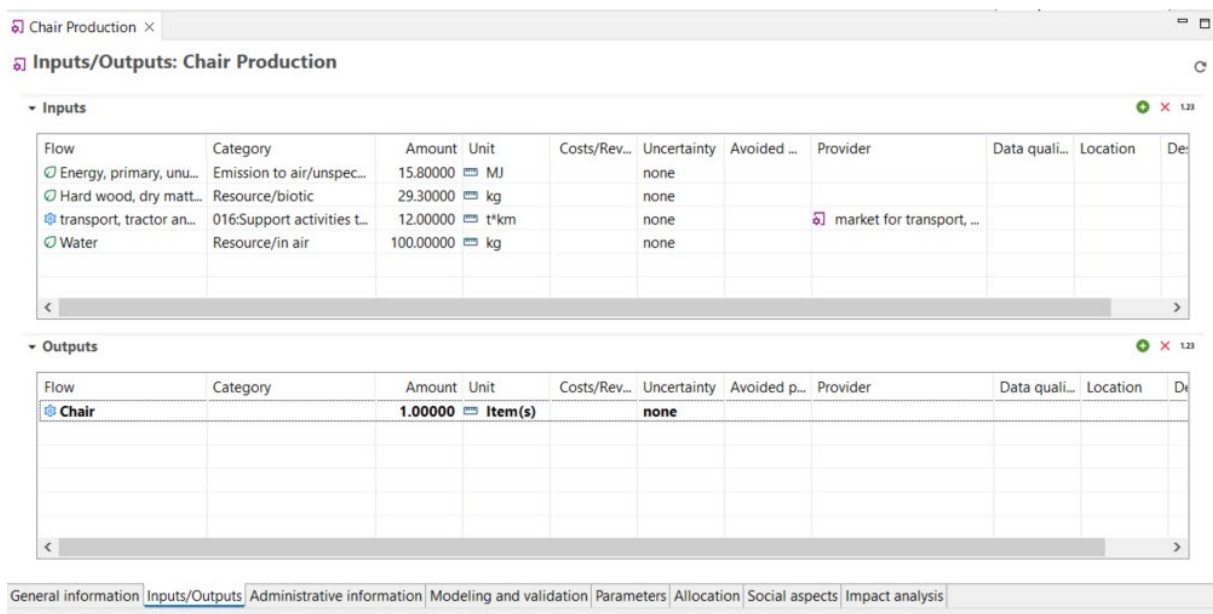 Chair Production
Inputs/Outputs: Chair Production
Inputs
1.23
Flow Category Amount Unit Costs/Rev... Uncertainty Avoided ... Provider Data quali... Location De
Energy, primary, unu... Emission to air/unspec... 15.80000 MJ none
Hard wood, dry matt... Resource/biotic 29.30000 kg none
transport, tractor an... 016:Support activities t... 12.00000 t*km none market for transport, ...
Water Resource/in air 100.00000 kg none
Outputs
1.23
Flow Category Amount Unit Costs/Rev... Uncertainty Avoided p... Provider Data quali... Location De
Chair 1.00000 Item(s) none
General information Inputs/Outputs Administrative information Modeling and validation Parameters Allocation Social aspects Impact analysis